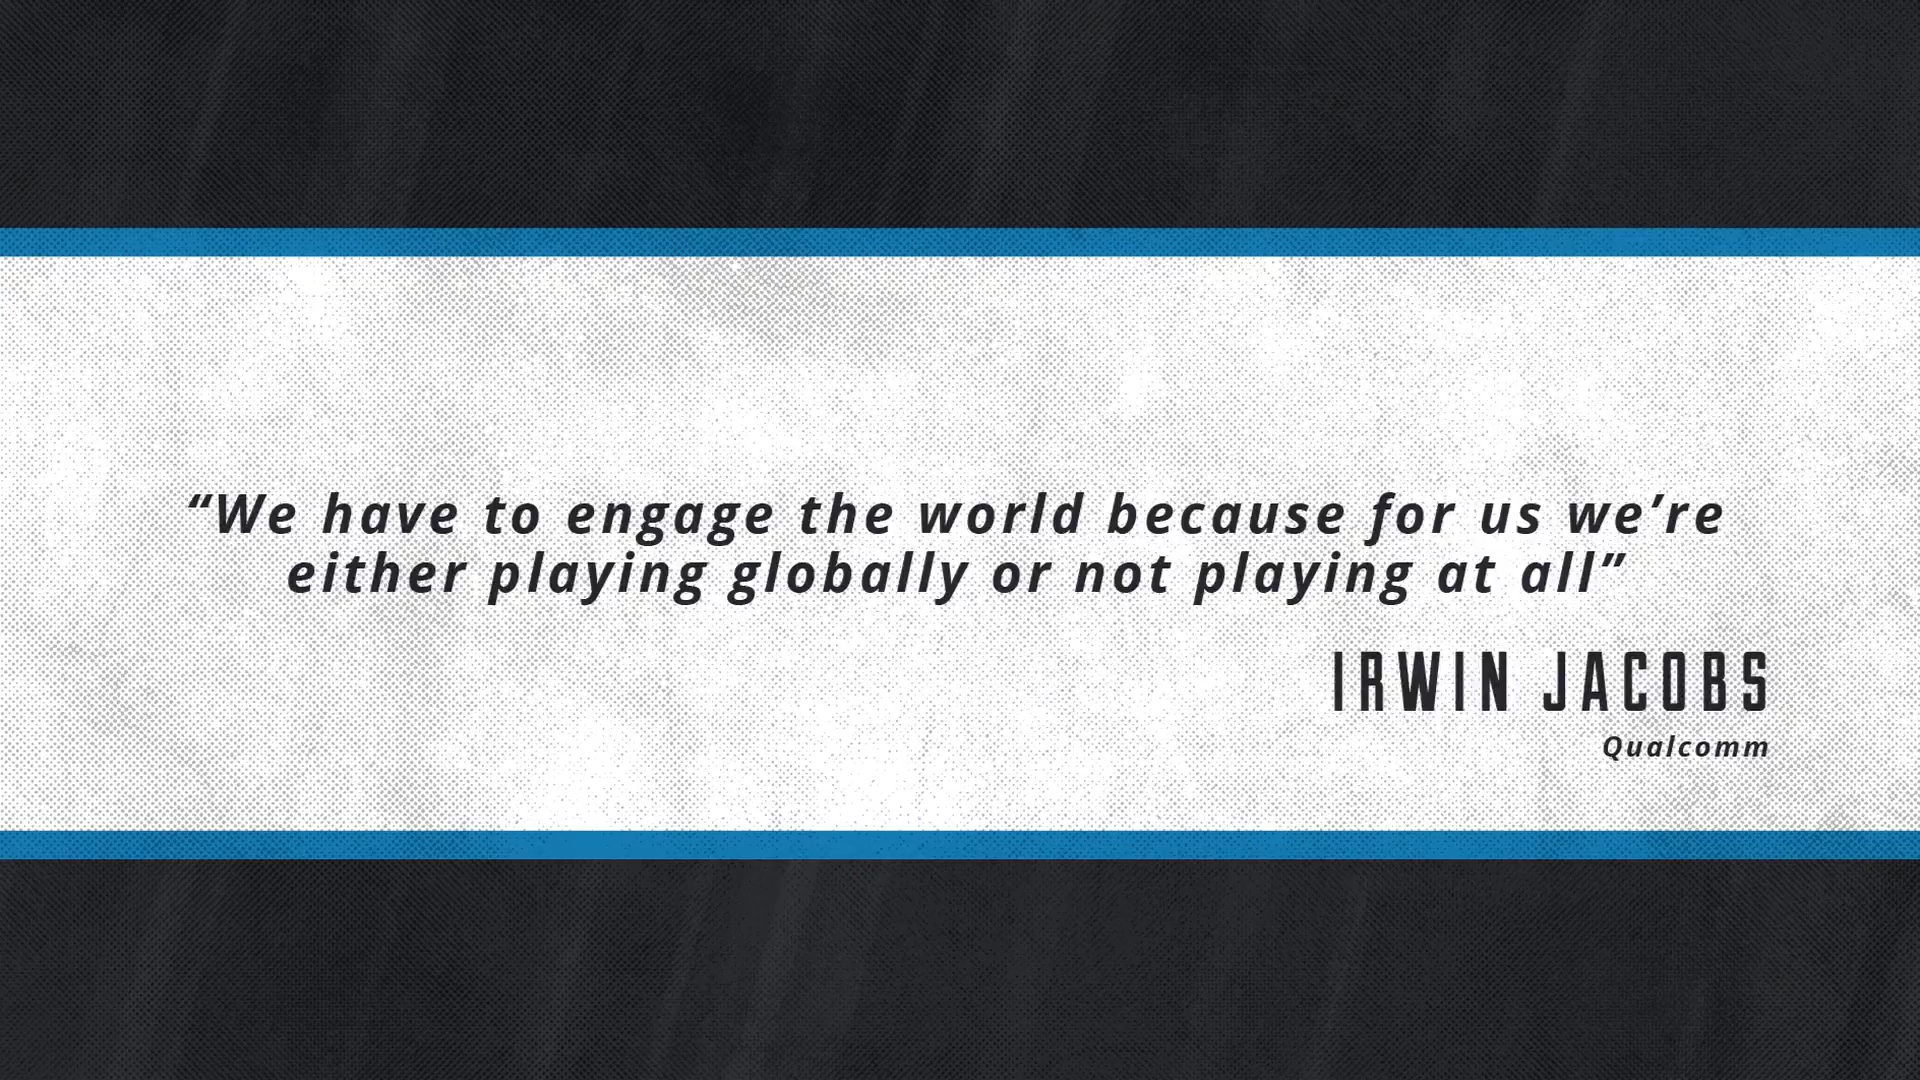 “We have to engage the world because for us we’re
either playing globally or not playing at all”
IRWIN JACOBS
Qualcomm